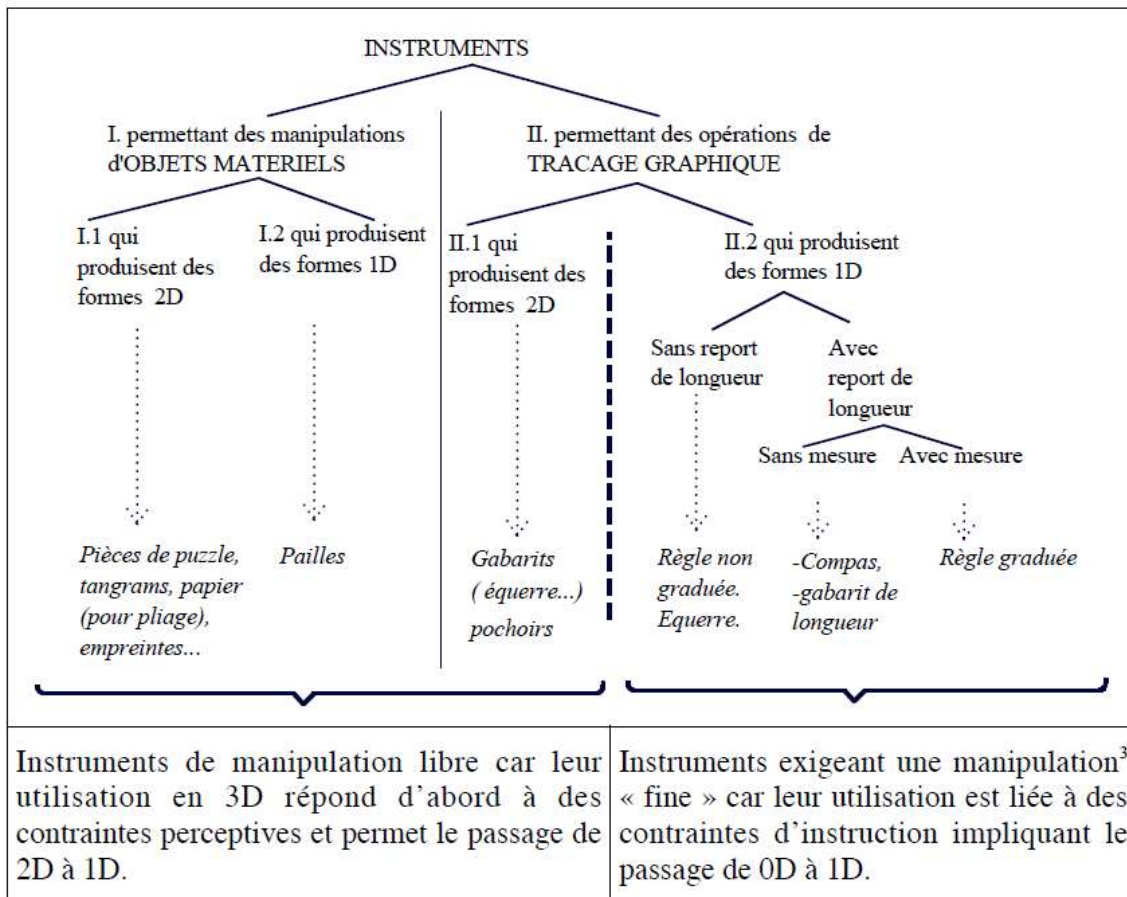 INSTRUMENTS
I. permettant des manipulations
d'OBJETS MATERIELS
II. permettant des opérations de
TRACAGE GRAPHIQUE
I.1 qui
produisent des
formes 2D
I.2 qui produisent
des formes 1D
II.1 qui
produisent des
formes 2D
II.2 qui produisent
des formes 1D
Sans report
de longueur
Avec
report de
longueur
Sans mesure
Avec mesure
Pièces de puzzle,
tangrams, papier
(pour pliage),
empreintes...
Pailles
Gabarits
( équerre...)
pochoirs
Règle non
graduée.
Equerre.
-Compas,
-gabarit de
longueur
Règle graduée
Instruments de manipulation libre car leur
utilisation en 3D répond d’abord à des
contraintes perceptives et permet le passage de
2D à 1D.
Instruments exigeant une manipulation³
« fine » car leur utilisation est liée à des
contraintes d’instruction impliquant le
passage de 0D à 1D.